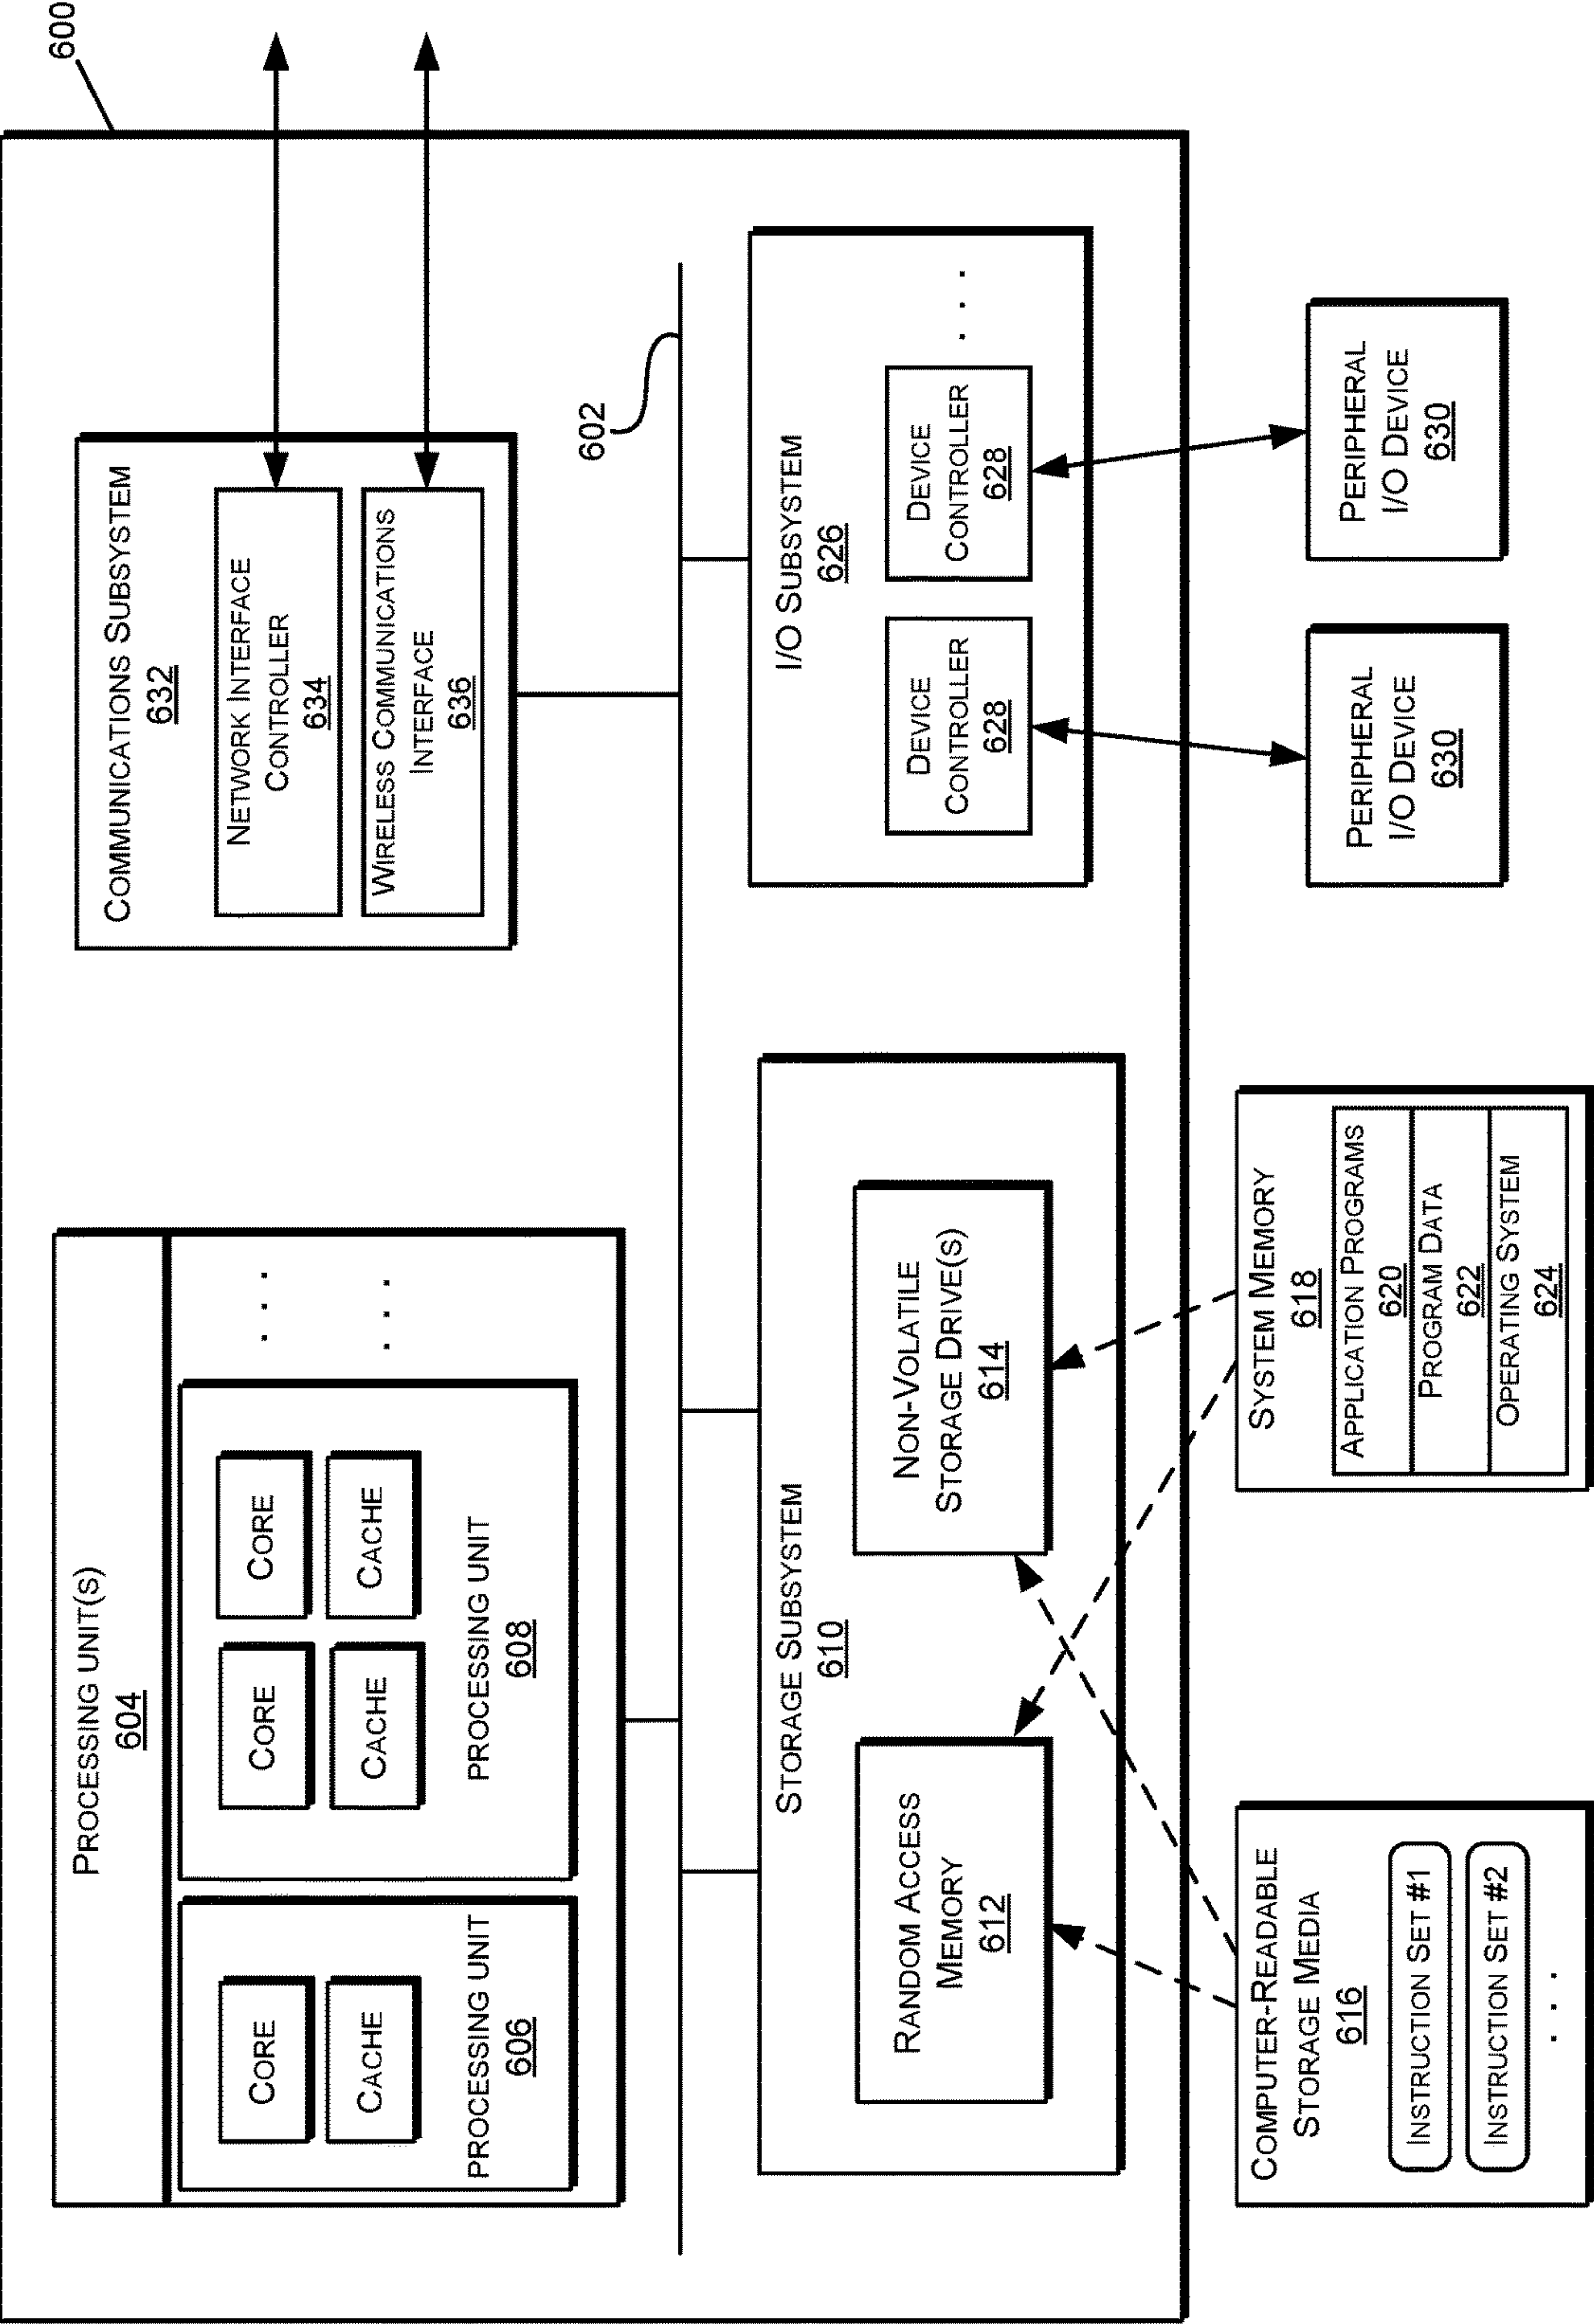 600
PROCESSING UNIT(S)
604
CORE
CACHE
PROCESSING UNIT
606
CORE
CORE
CACHE
CACHE
PROCESSING UNIT
608
. . .
. . .
COMMUNICATIONS SUBSYSTEM
632
NETWORK INTERFACE
CONTROLLER
634
WIRELESS COMMUNICATIONS
INTERFACE
636
602
STORAGE SUBSYSTEM
610
RANDOM ACCESS
MEMORY
612
NON-VOLATILE
STORAGE DRIVE(S)
614
I/O SUBSYSTEM
626
DEVICE
CONTROLLER
628
DEVICE
CONTROLLER
628
. . .
COMPUTER-READABLE
STORAGE MEDIA
616
INSTRUCTION SET #1
INSTRUCTION SET #2
. . .
SYSTEM MEMORY
618
APPLICATION PROGRAMS
620
PROGRAM DATA
622
OPERATING SYSTEM
624
PERIPHERAL
I/O DEVICE
630
PERIPHERAL
I/O DEVICE
630